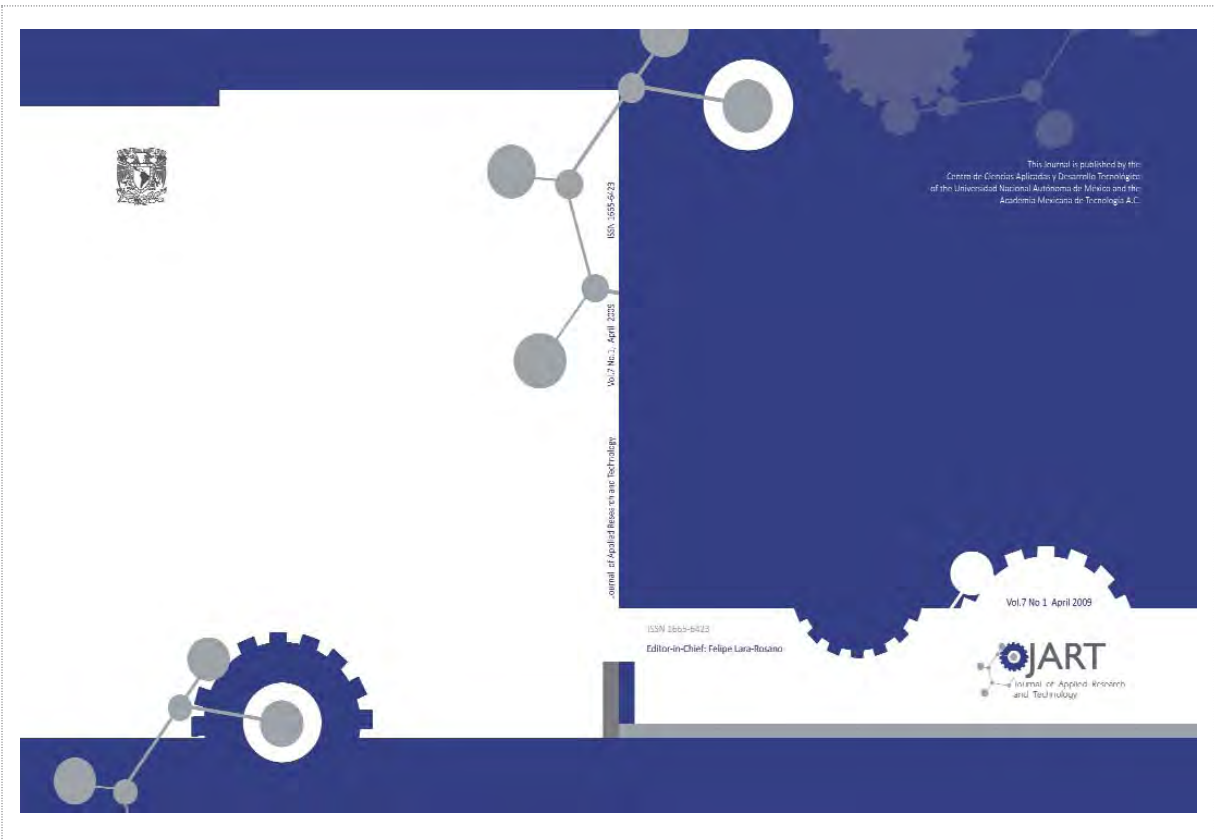 This Journal is published by the
Centro de Ciencias Aplicadas y Desarrollo Tecnológico
of the Universidad Nacional Autónoma de México and the
Academia Mexicana de Tecnología A.C.
ISSN 1665-6423
Vol.7 No.1, April 2009
Journal of Applied Research and Technology
Vol.7 No 1 April 2009
ISSN 1665-6423
Editor-in-Chief: Felipe Lara-Rosano
JART
Journal of Applied Research
and Technology